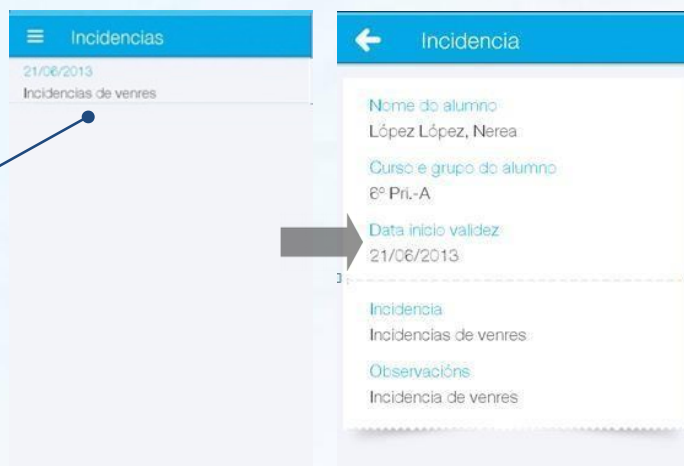 Incidencias
21/06/2013
Incidencias de venres
Incidencia
Nome do alumno
López López, Nerea
Curso e grupo do alumno
6º Pri.-A
Data inicio validez
21/06/2013
Incidencia
Incidencias de venres
Observacións
Incidencia de venres